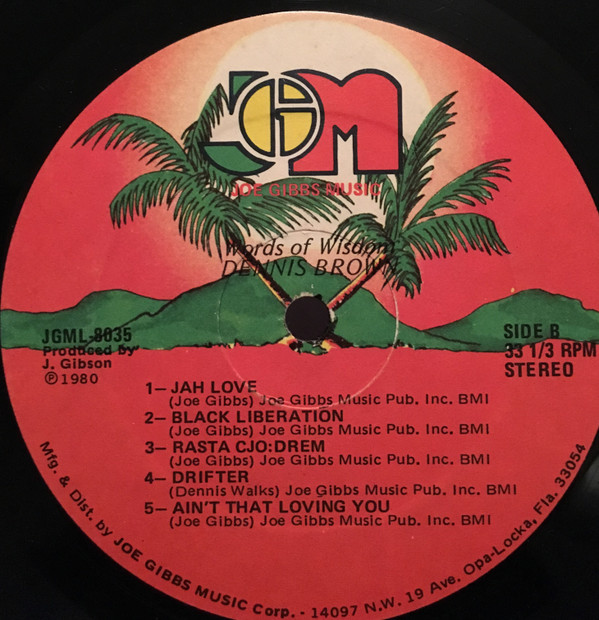 JGM
JOE GIBBS MUSIC
Words of Wisdom
DENNIS BROWN
JGML-8035
Produced by
J. Gibson
℗1980
SIDE B
33 1/3 RPM
STEREO
1— JAH LOVE
(Joe Gibbs) Joe Gibbs Music Pub. Inc. BMI
2— BLACK LIBERATION
(Joe Gibbs) Joe Gibbs Music Pub. Inc. BMI
3— RASTA CJO:DREM
(Joe Gibbs) Joe Gibbs Music Pub. Inc. BMI
4— DRIFTER
(Dennis Walks) Joe Gibbs Music Pub. Inc. BMI
5— AIN'T THAT LOVING YOU
(Joe Gibbs) Joe Gibbs Music Pub. Inc. BMI
Mfg. & Dist. by JOE GIBBS MUSIC Corp. - 14097 N.W. 19 Ave. Opa-Locka, Fla. 33054